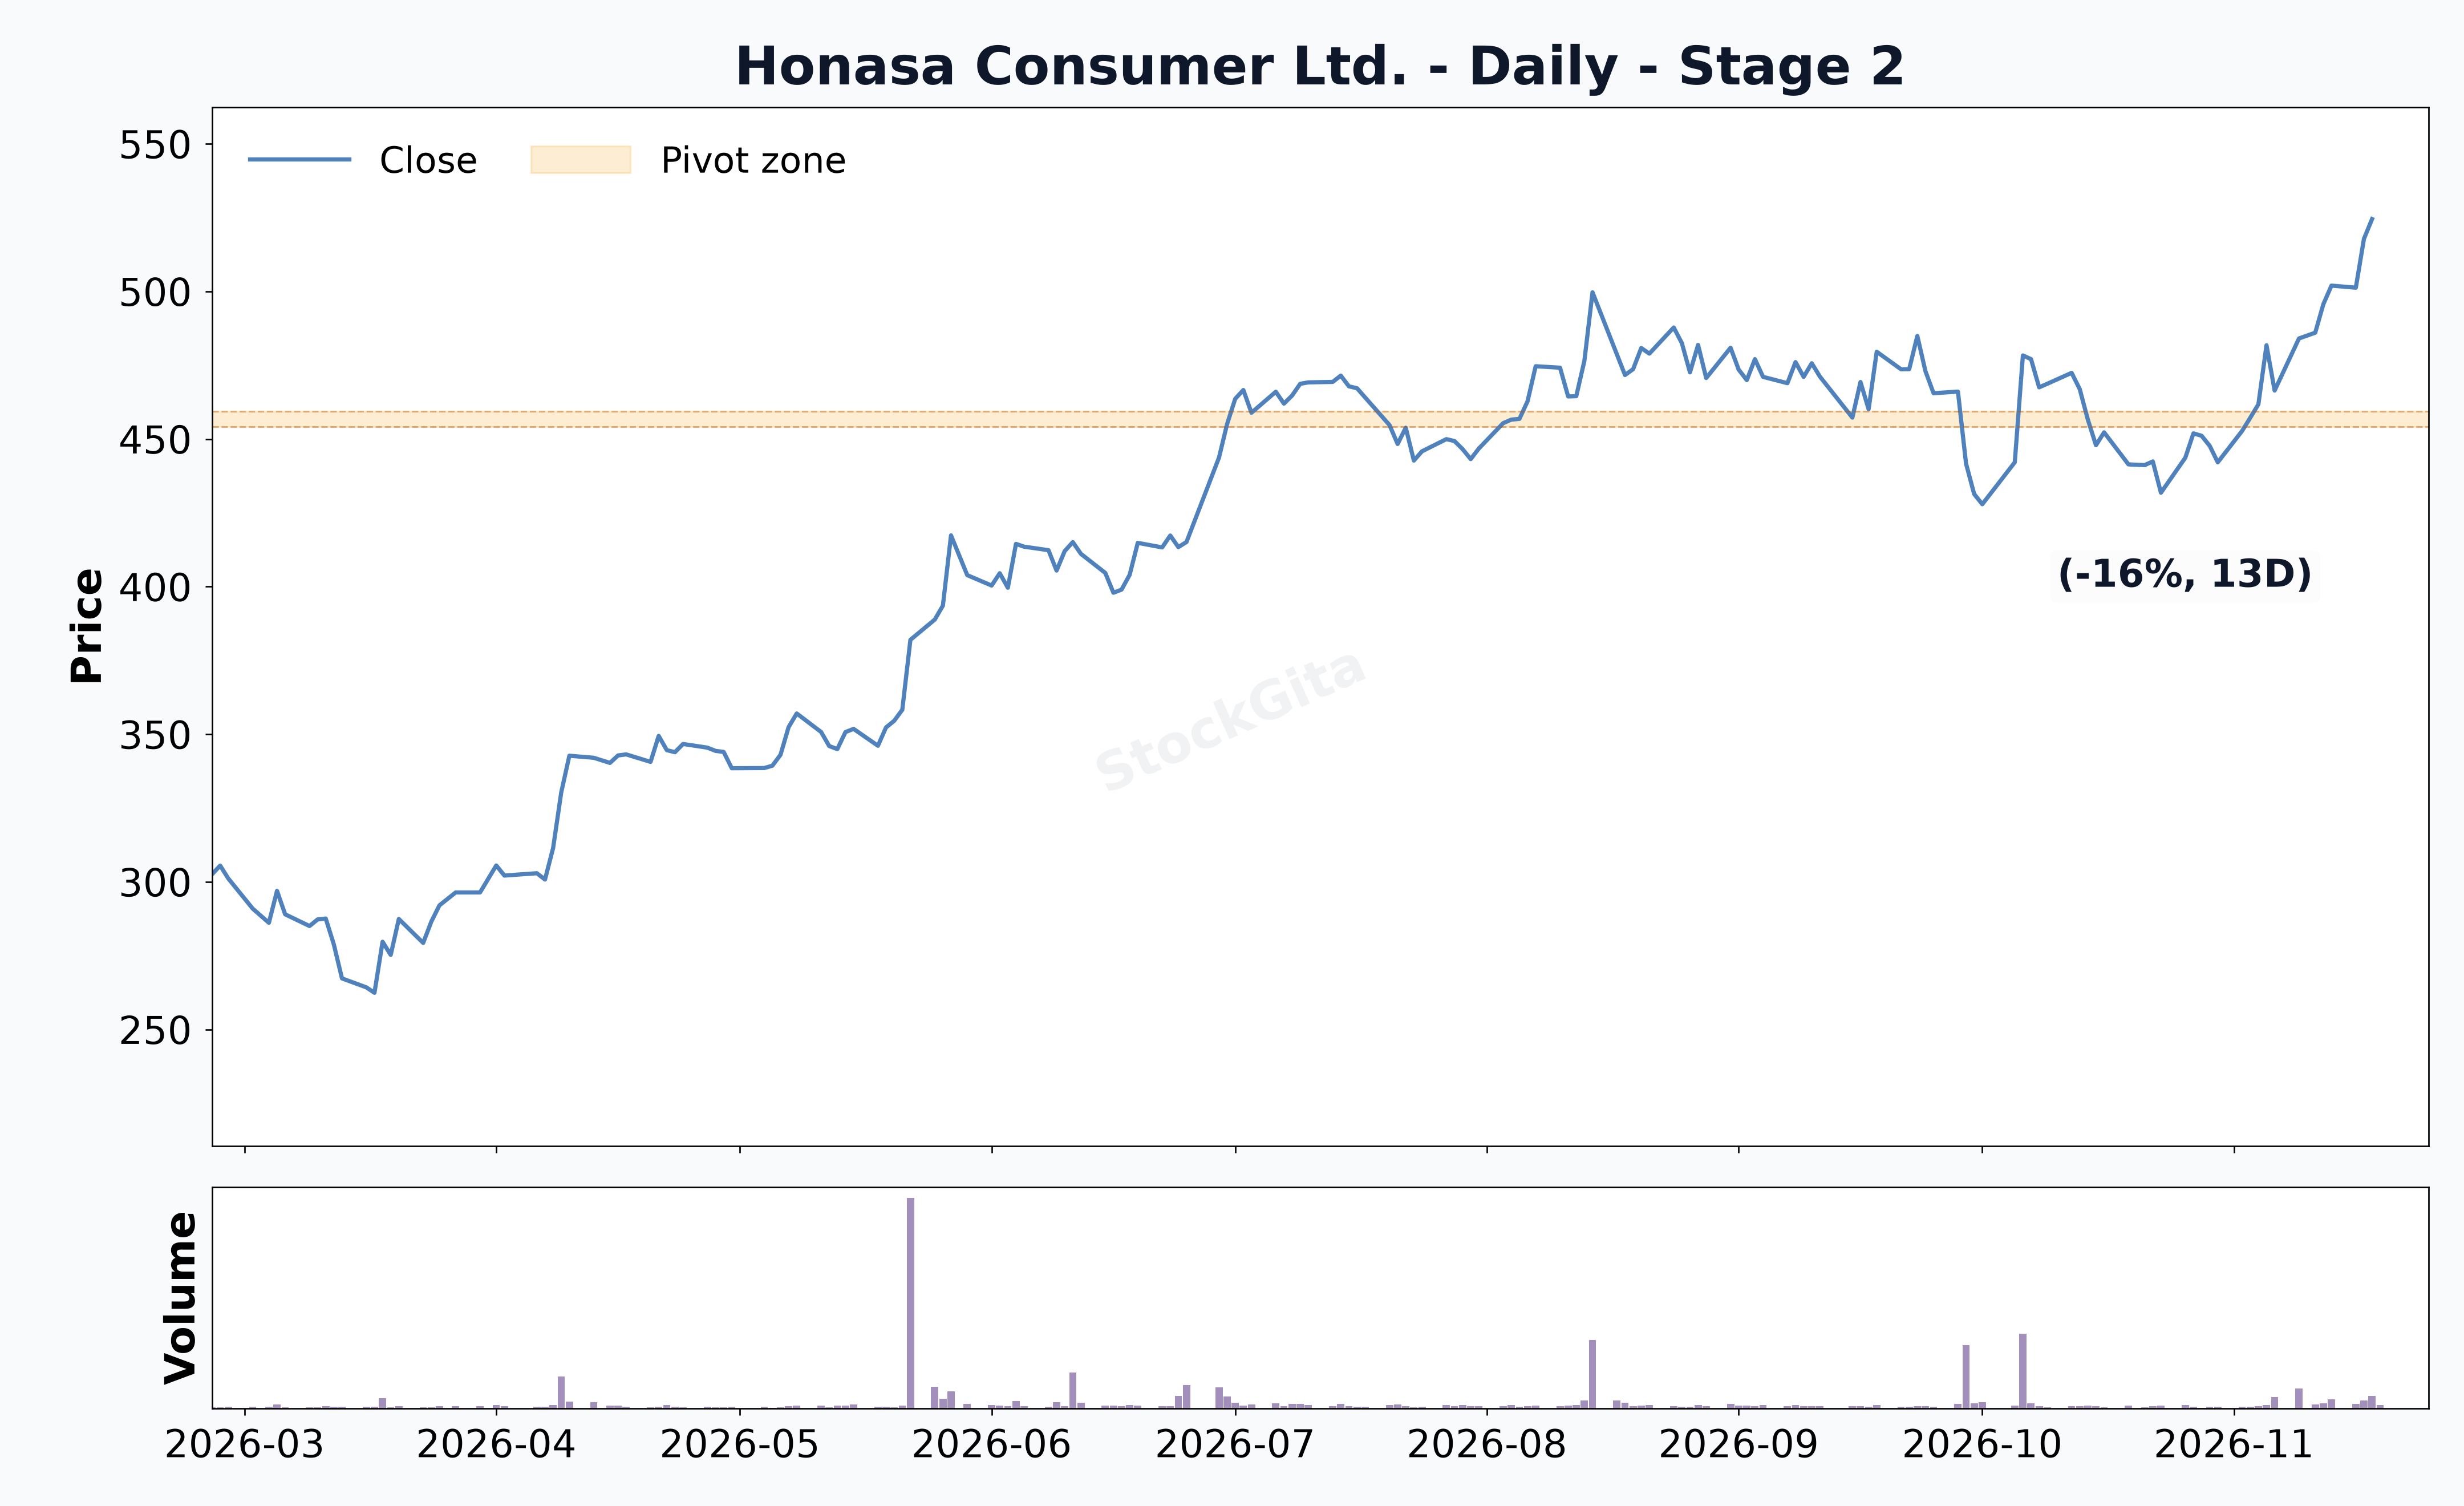 Honasa Consumer Ltd. - Daily - Stage 2
Close
Pivot zone
550
500
450
400
350
300
250
Price
(-16%, 13D)
StockGita
Volume
2026-03
2026-04
2026-05
2026-06
2026-07
2026-08
2026-09
2026-10
2026-11